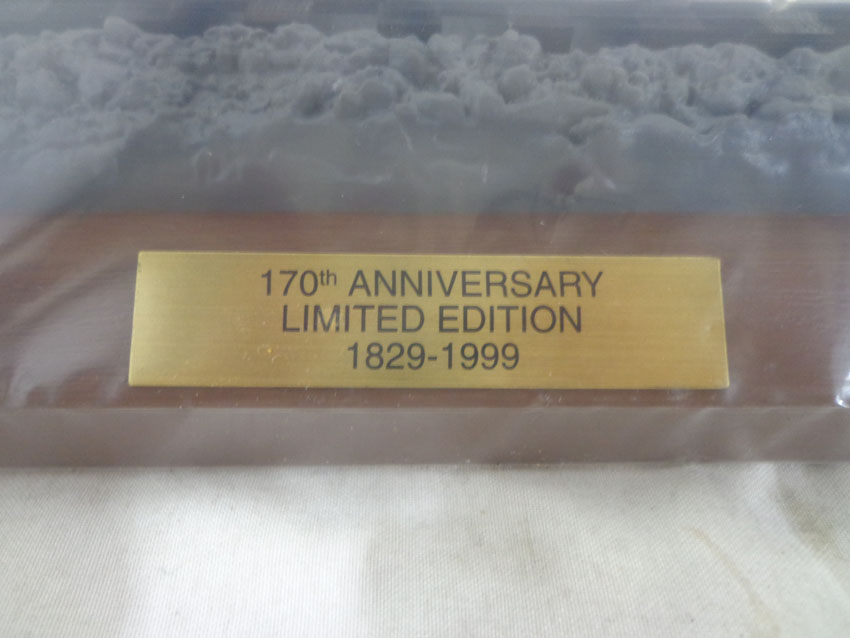 170th ANNIVERSARY
LIMITED EDITION
1829-1999